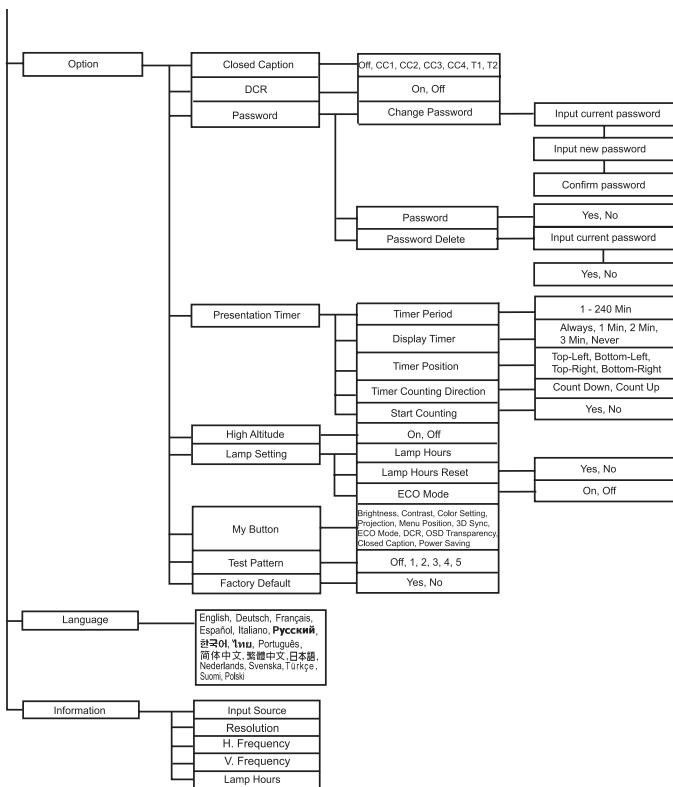 Option
Closed Caption
Off, CC1, CC2, CC3, CC4, T1, T2
DCR
On, Off
Password
Change Password
Input current password
Input new password
Confirm password
Password
Yes, No
Password Delete
Input current password
Yes, No
Presentation Timer
Timer Period
1 - 240 Min
Display Timer
Always, 1 Min, 2 Min,
3 Min, Never
Timer Position
Top-Left, Bottom-Left,
Top-Right, Bottom-Right
Timer Counting Direction
Count Down, Count Up
Start Counting
Yes, No
High Altitude
On, Off
Lamp Setting
Lamp Hours
Lamp Hours Reset
Yes, No
ECO Mode
On, Off
My Button
Brightness, Contrast, Color Setting,
Projection, Menu Position, 3D Sync,
ECO Mode, DCR, OSD Transparency,
Closed Caption, Power Saving
Test Pattern
Off, 1, 2, 3, 4, 5
Factory Default
Yes, No
Language
English, Deutsch, Français,
Español, Italiano, Русский,
한국어, ไทย, Português,
简体中文, 繁體中文, 日本語,
Nederlands, Svenska, Türkçe,
Suomi, Polski
Information
Input Source
Resolution
H. Frequency
V. Frequency
Lamp Hours